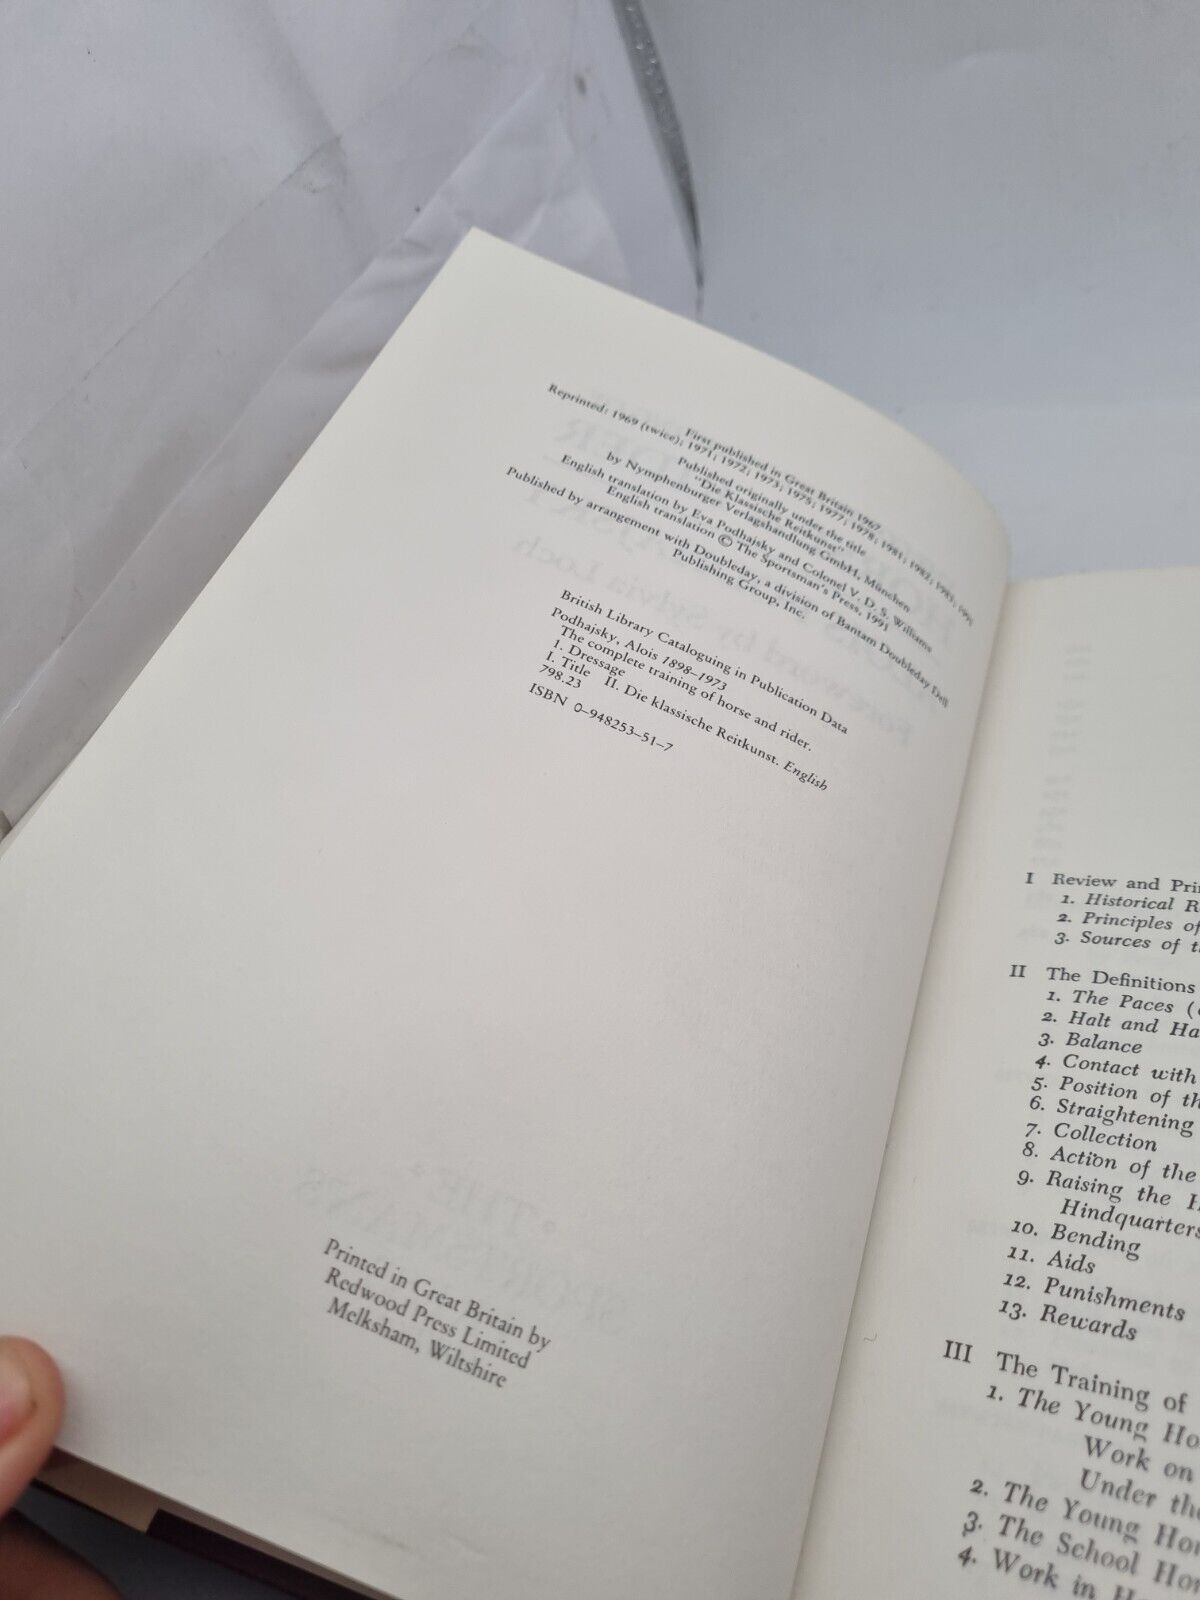 First published in Great Britain 1967
Reprinted: 1969 (twice); 1971; 1972; 1973; 1975; 1977; 1978; 1981; 1982; 1983; 1991
Published originally under the title
"Die Klassische Reitkunst"
by Nymphenburger Verlagshandlung GmbH, München
English translation by Eva Podhajsky and Colonel V. D. S. Williams
English translation © The Sportsman's Press, 1991
Published by arrangement with Doubleday, a division of Bantam Doubleday Dell
Publishing Group, Inc.
British Library Cataloguing in Publication Data
Podhajsky, Alois 1898–1973
The complete training of horse and rider.
1. Dressage
I. Title II. Die klassische Reitkunst. English
798.23
ISBN 0–948253–51–7
Printed in Great Britain by
Redwood Press Limited
Melksham, Wiltshire
I Review and
1. Historical
2. Principles of
3. Sources of
II The Definitions
1. The Paces
2. Halt and
3. Balance
4. Contact with
5. Position of
6. Straightening
7. Collection
8. Action of the
9. Raising the
Hindquarters
10. Bending
11. Aids
12. Punishments
13. Rewards
III The Training of
1. The Young
Work on
Under
2. The Young
3. The School
4. Work in